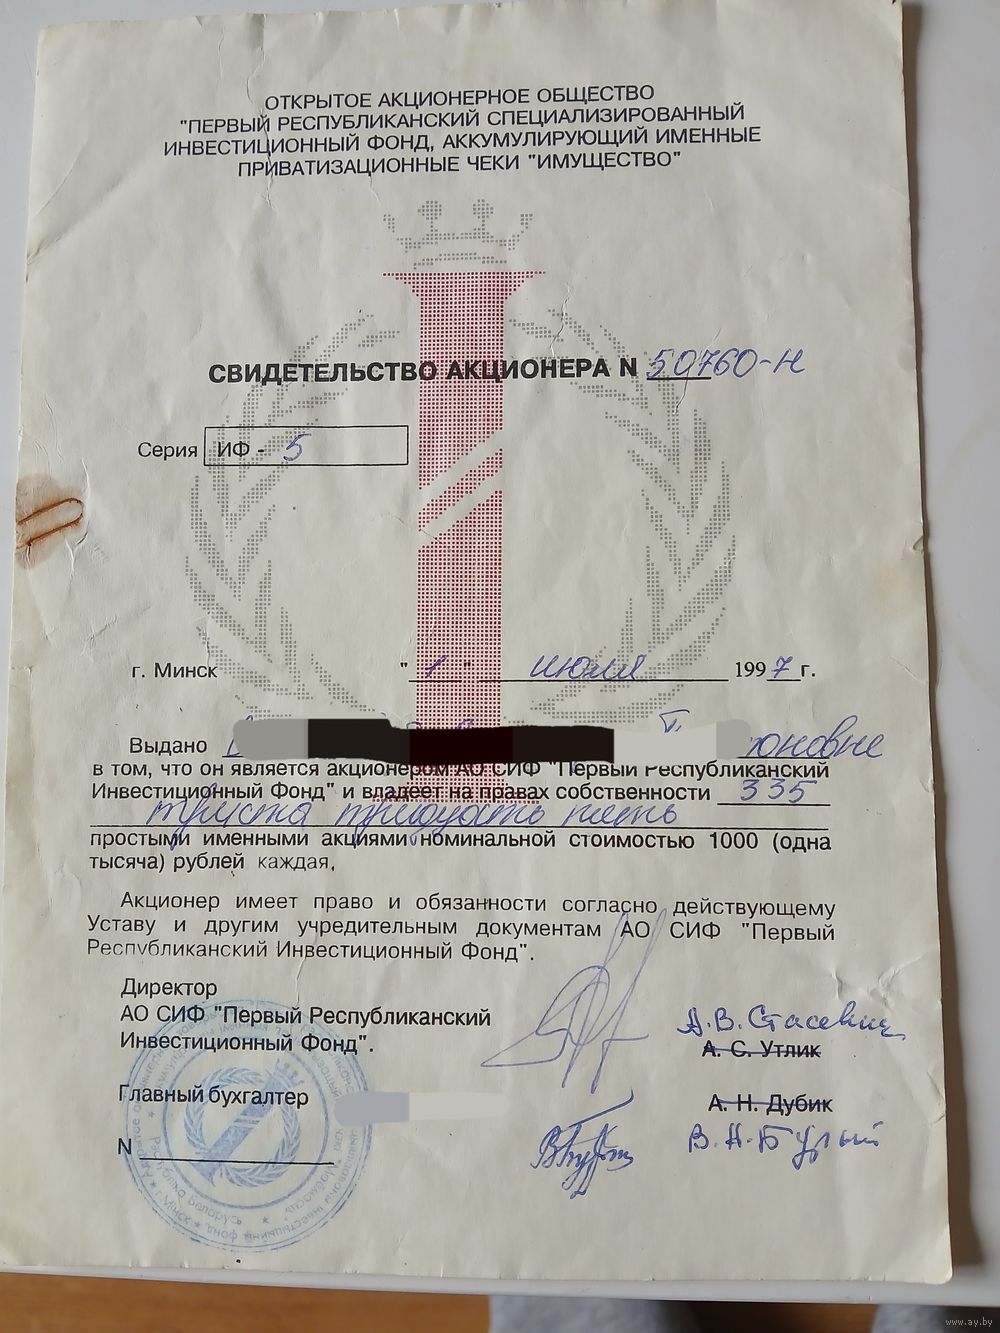 ОТКРЫТОЕ АКЦИОНЕРНОЕ ОБЩЕСТВО
"ПЕРВЫЙ РЕСПУБЛИКАНСКИЙ СПЕЦИАЛИЗИРОВАННЫЙ
ИНВЕСТИЦИОННЫЙ ФОНД, АККУМУЛИРУЮЩИЙ ИМЕННЫЕ
ПРИВАТИЗАЦИОННЫЕ ЧЕКИ "ИМУЩЕСТВО"
СВИДЕТЕЛЬСТВО АКЦИОНЕРА N 50760-Н
Серия ИФ - 5
г. Минск "1" июля 1997 г.
Выдано
в том, что он является акционером АО СИФ "Первый Республиканский
Инвестиционный Фонд" и владеет на правах собственности 335
триста тридцать пять
простыми именными акциями номинальной стоимостью 1000 (одна
тысяча) рублей каждая,
Акционер имеет право и обязанности согласно действующему
Уставу и другим учредительным документам АО СИФ "Первый
Республиканский Инвестиционный Фонд".
Директор
АО СИФ "Первый Республиканский
Инвестиционный Фонд".
А.В. Стасевич
А. С. Утлик
Главный бухгалтер
А. Н. Дубик
В.Н.
N
www.ay.by